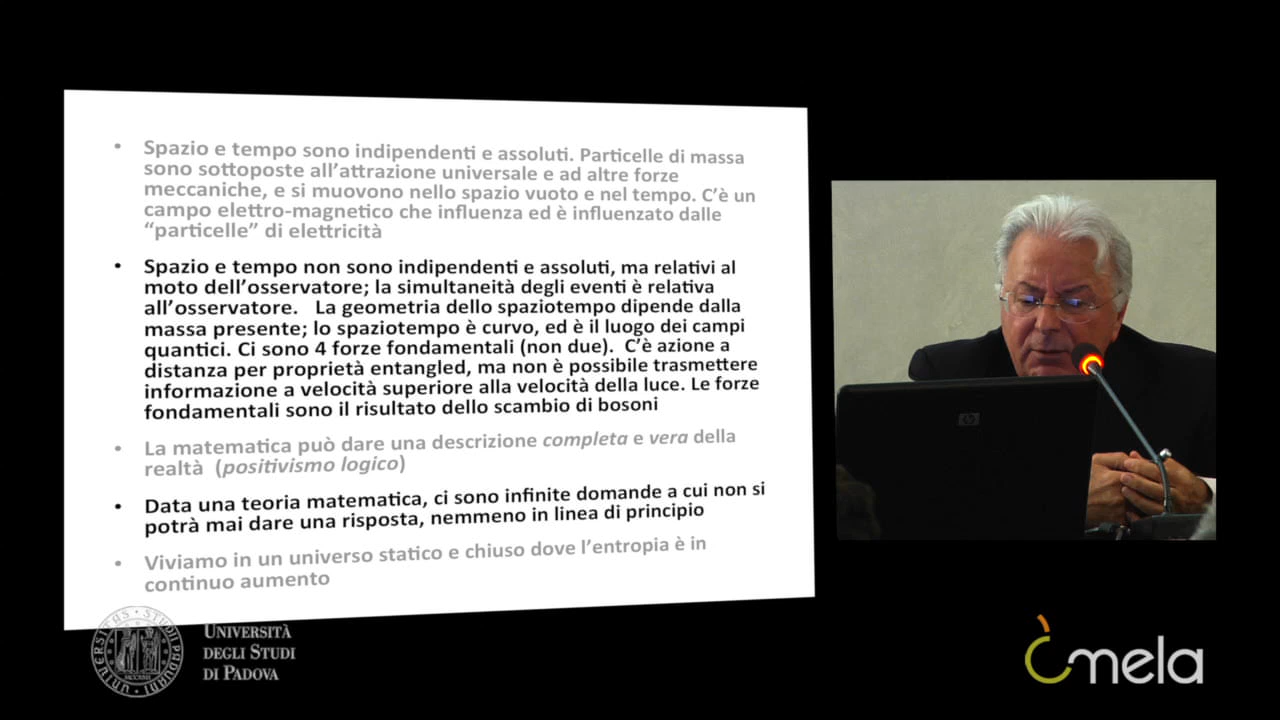 • Spazio e tempo sono indipendenti e assoluti. Particelle di massa
sono sottoposte all’attrazione universale e ad altre forze
meccaniche, e si muovono nello spazio vuoto e nel tempo. C’è un
campo elettro-magnetico che influenza ed è influenzato dalle
“particelle” di elettricità
• Spazio e tempo non sono indipendenti e assoluti, ma relativi al
moto dell’osservatore; la simultaneità degli eventi è relativa
all’osservatore. La geometria dello spaziotempo dipende dalla
massa presente; lo spaziotempo è curvo, ed è il luogo dei campi
quantici. Ci sono 4 forze fondamentali (non due). C’è azione a
distanza per proprietà entangled, ma non è possibile trasmettere
informazione a velocità superiore alla velocità della luce. Le forze
fondamentali sono il risultato dello scambio di bosoni
• La matematica può dare una descrizione completa e vera della
realtà (positivismo logico)
• Data una teoria matematica, ci sono infinite domande a cui non si
potrà mai dare una risposta, nemmeno in linea di principio
• Viviamo in un universo statico e chiuso dove l’entropia è in
continuo aumento
hp
UNIVERSITÀ
DEGLI STUDI
DI PADOVA
mela